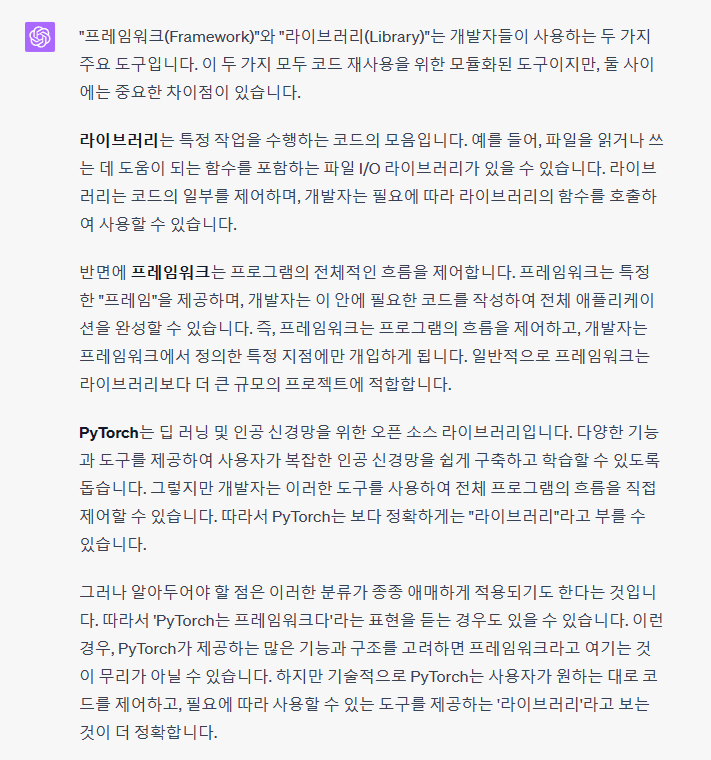 "프레임워크(Framework)"와 "라이브러리(Library)"는 개발자들이 사용하는 두 가지
주요 도구입니다. 이 두 가지 모두 코드 재사용을 위한 모듈화된 도구이지만, 둘 사이
에는 중요한 차이점이 있습니다.
라이브러리는 특정 작업을 수행하는 코드의 모음입니다. 예를 들어, 파일을 읽거나 쓰
는 데 도움이 되는 함수를 포함하는 파일 I/O 라이브러리가 있을 수 있습니다. 라이브
러리는 코드의 일부를 제어하며, 개발자는 필요에 따라 라이브러리의 함수를 호출하
여 사용할 수 있습니다.
반면에 프레임워크는 프로그램의 전체적인 흐름을 제어합니다. 프레임워크는 특정
한 "프레임"을 제공하며, 개발자는 이 안에 필요한 코드를 작성하여 전체 애플리케이
션을 완성할 수 있습니다. 즉, 프레임워크는 프로그램의 흐름을 제어하고, 개발자는
프레임워크에서 정의한 특정 지점에만 개입하게 됩니다. 일반적으로 프레임워크는
라이브러리보다 더 큰 규모의 프로젝트에 적합합니다.
PyTorch는 딥 러닝 및 인공 신경망을 위한 오픈 소스 라이브러리입니다. 다양한 기능
과 도구를 제공하여 사용자가 복잡한 인공 신경망을 쉽게 구축하고 학습할 수 있도록
돕습니다. 그렇지만 개발자는 이러한 도구를 사용하여 전체 프로그램의 흐름을 직접
제어할 수 있습니다. 따라서 PyTorch는 보다 정확하게는 "라이브러리"라고 부를 수
있습니다.
그러나 알아두어야 할 점은 이러한 분류가 종종 애매하게 적용되기도 한다는 것입니
다. 따라서 'PyTorch는 프레임워크다'라는 표현을 듣는 경우도 있을 수 있습니다. 이런
경우, PyTorch가 제공하는 많은 기능과 구조를 고려하면 프레임워크라고 여기는 것
이 무리가 아닐 수 있습니다. 하지만 기술적으로 PyTorch는 사용자가 원하는 대로 코
드를 제어하고, 필요에 따라 사용할 수 있는 도구를 제공하는 '라이브러리'라고 보는
것이 더 정확합니다.